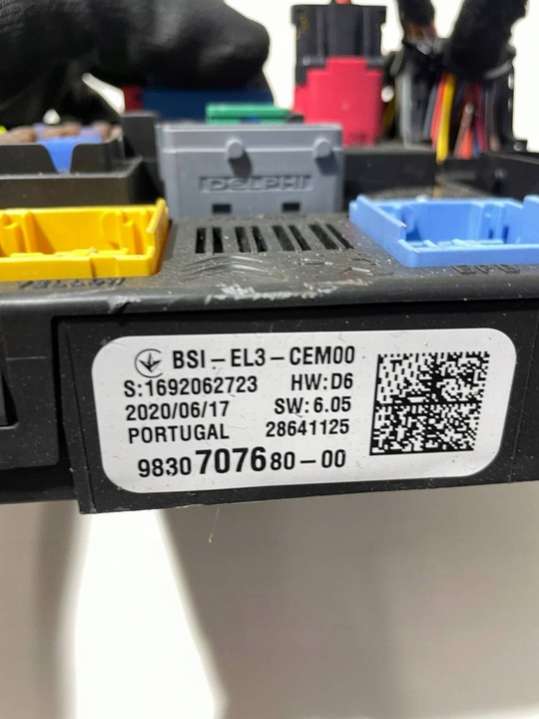 DELPHI
BSI-EL3-CEM00
S:1692062723 HW:D6
2020/06/17 SW:6.05
PORTUGAL 28641125
9830707680-00